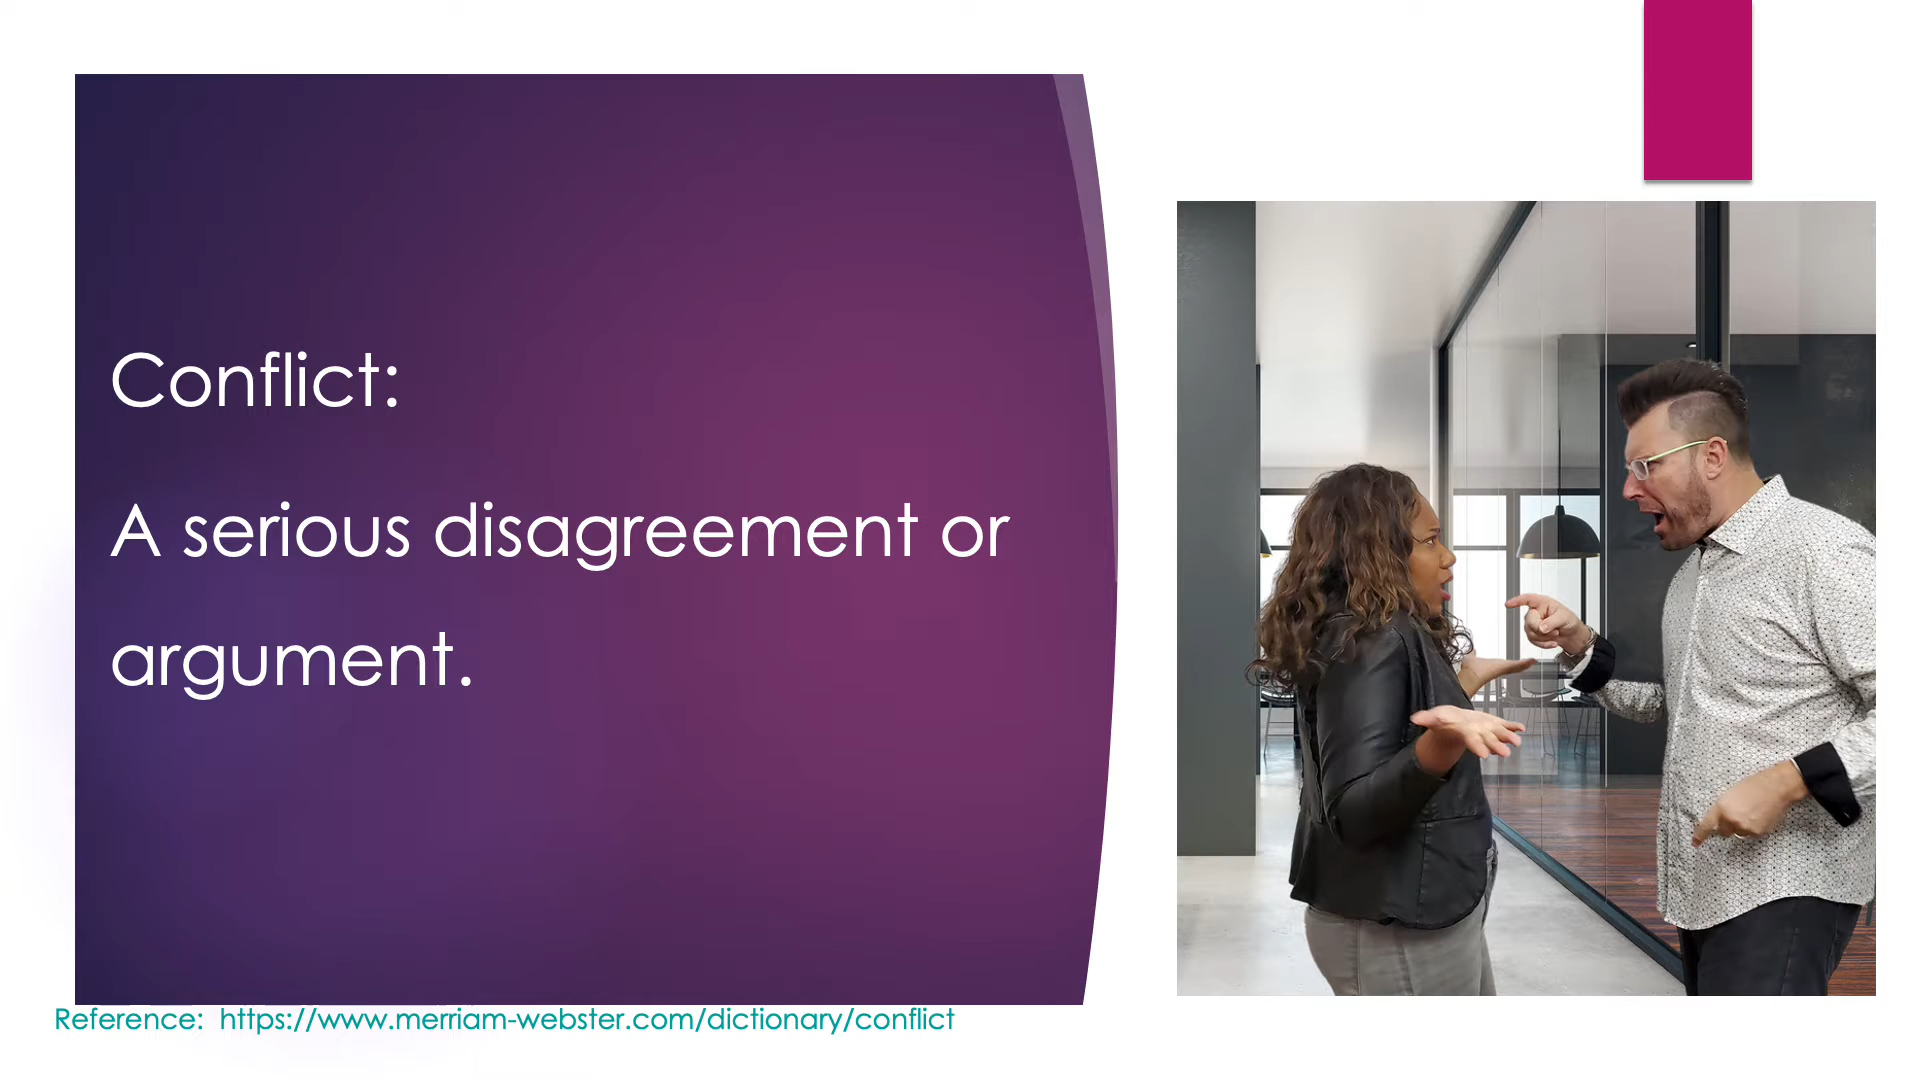 Conflict:
A serious disagreement or
argument.
Reference:  https://www.merriam-webster.com/dictionary/conflict